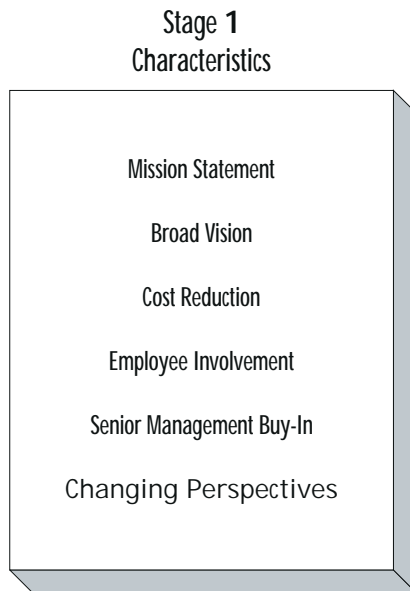 Stage 1
Characteristics
Mission Statement
Broad Vision
Cost Reduction
Employee Involvement
Senior Management Buy-In
Changing Perspectives